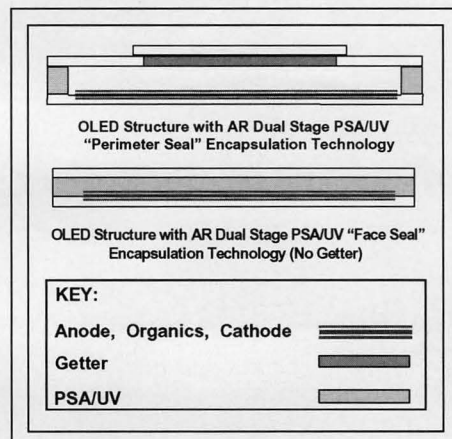 OLED Structure with AR Dual Stage PSA/UV
“Perimeter Seal” Encapsulation Technology
OLED Structure with AR Dual Stage PSA/UV “Face Seal”
Encapsulation Technology (No Getter)
KEY:
Anode, Organics, Cathode
Getter
PSA/UV